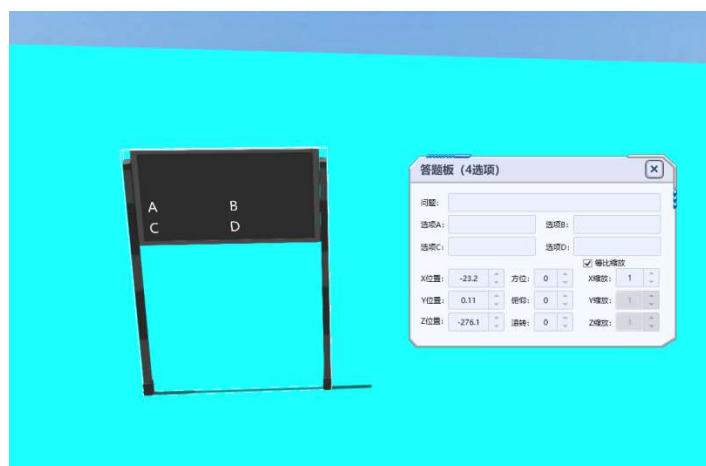 A B
C D
答题板（4选项）
问题：
选项A： 选项B：
选项C： 选项D：
等比缩放
X位置： -23.2 方位： 0 X缩放： 1
Y位置： 0.11 俯仰： 0 Y缩放： 1
Z位置： -276.1 滚转： 0 Z缩放： 1